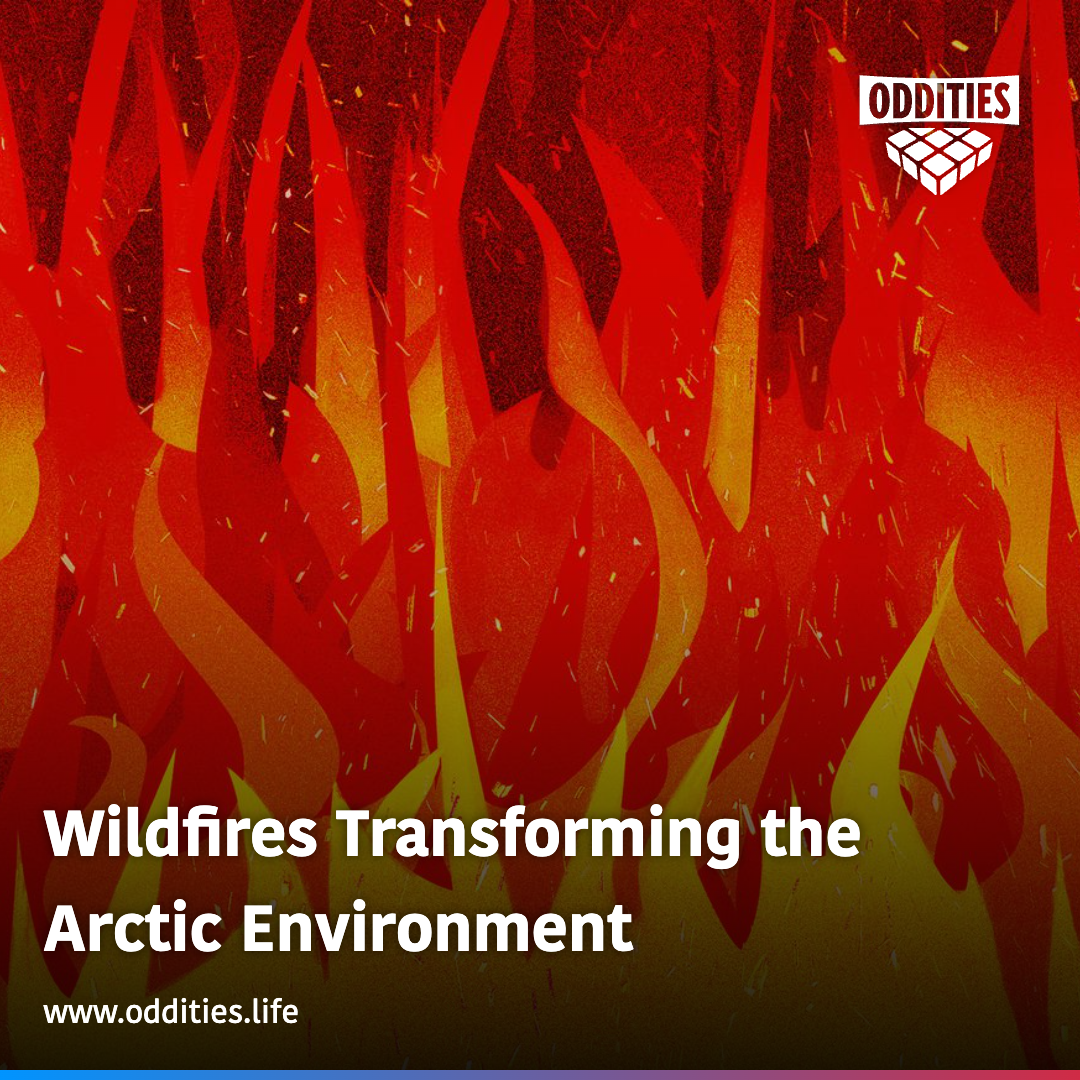 ODDITIES
Wildfires Transforming the
Arctic Environment
www.oddities.life